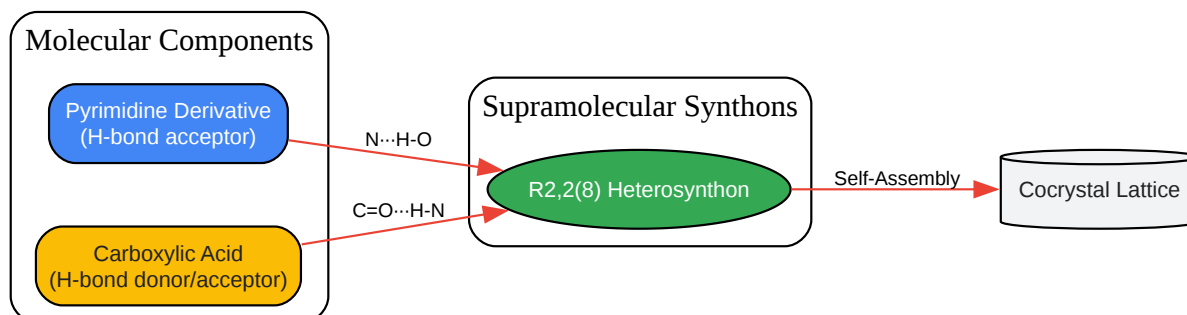 Molecular Components
Pyrimidine Derivative
(H-bond acceptor)
Carboxylic Acid
(H-bond donor/acceptor)
N···H-O
C=O···H-N
Supramolecular Synthons
R2,2(8) Heterosynthon
Self-Assembly
Cocrystal Lattice